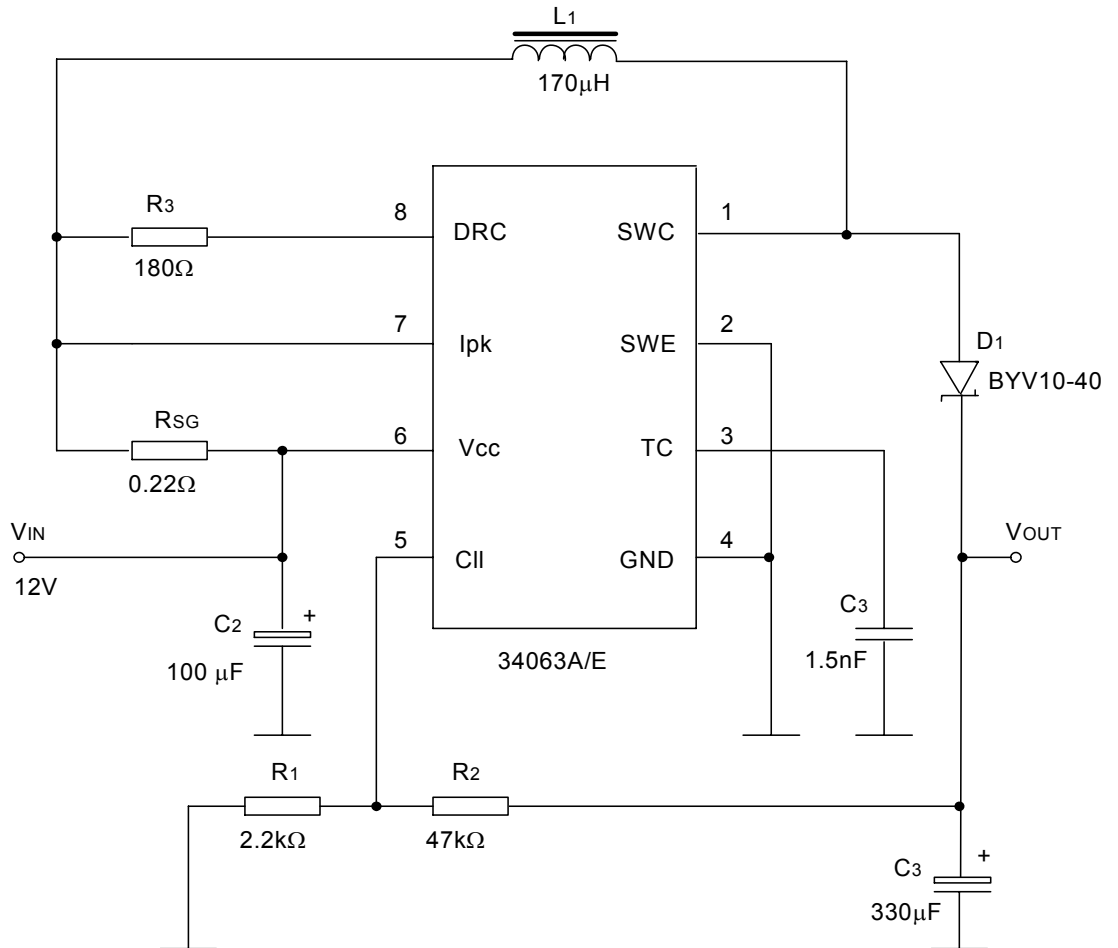 L1
170μH
R3
180Ω
8
DRC
SWC
1
7
Ipk
SWE
2
D1
BYV10-40
RSG
0.22Ω
6
Vcc
TC
3
VIN
12V
5
CII
GND
4
VOUT
C2
+
100 μF
34063A/E
C3
1.5nF
R1
2.2kΩ
R2
47kΩ
C3
+
330μF